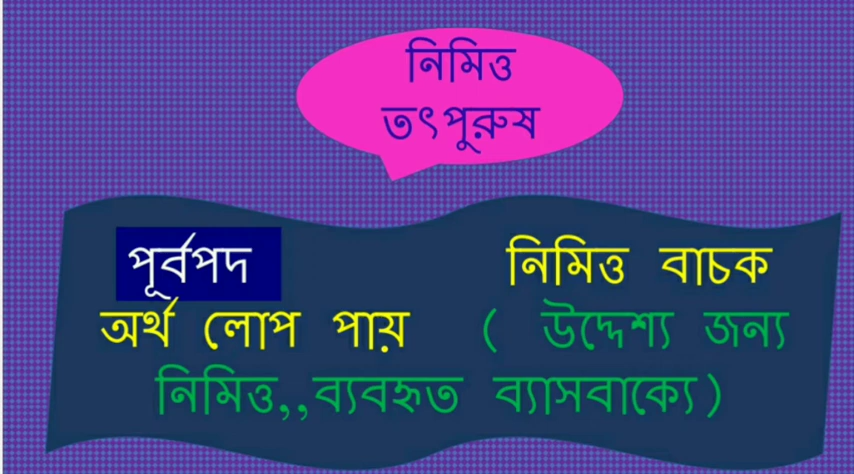 নিমিত্ত
তৎপুরুষ
পূর্বপদ নিমিত্ত বাচক
অর্থ লোপ পায় ( উদ্দেশ্য জন্য
নিমিত্ত,,ব্যবহৃত ব্যাসবাক্যে)